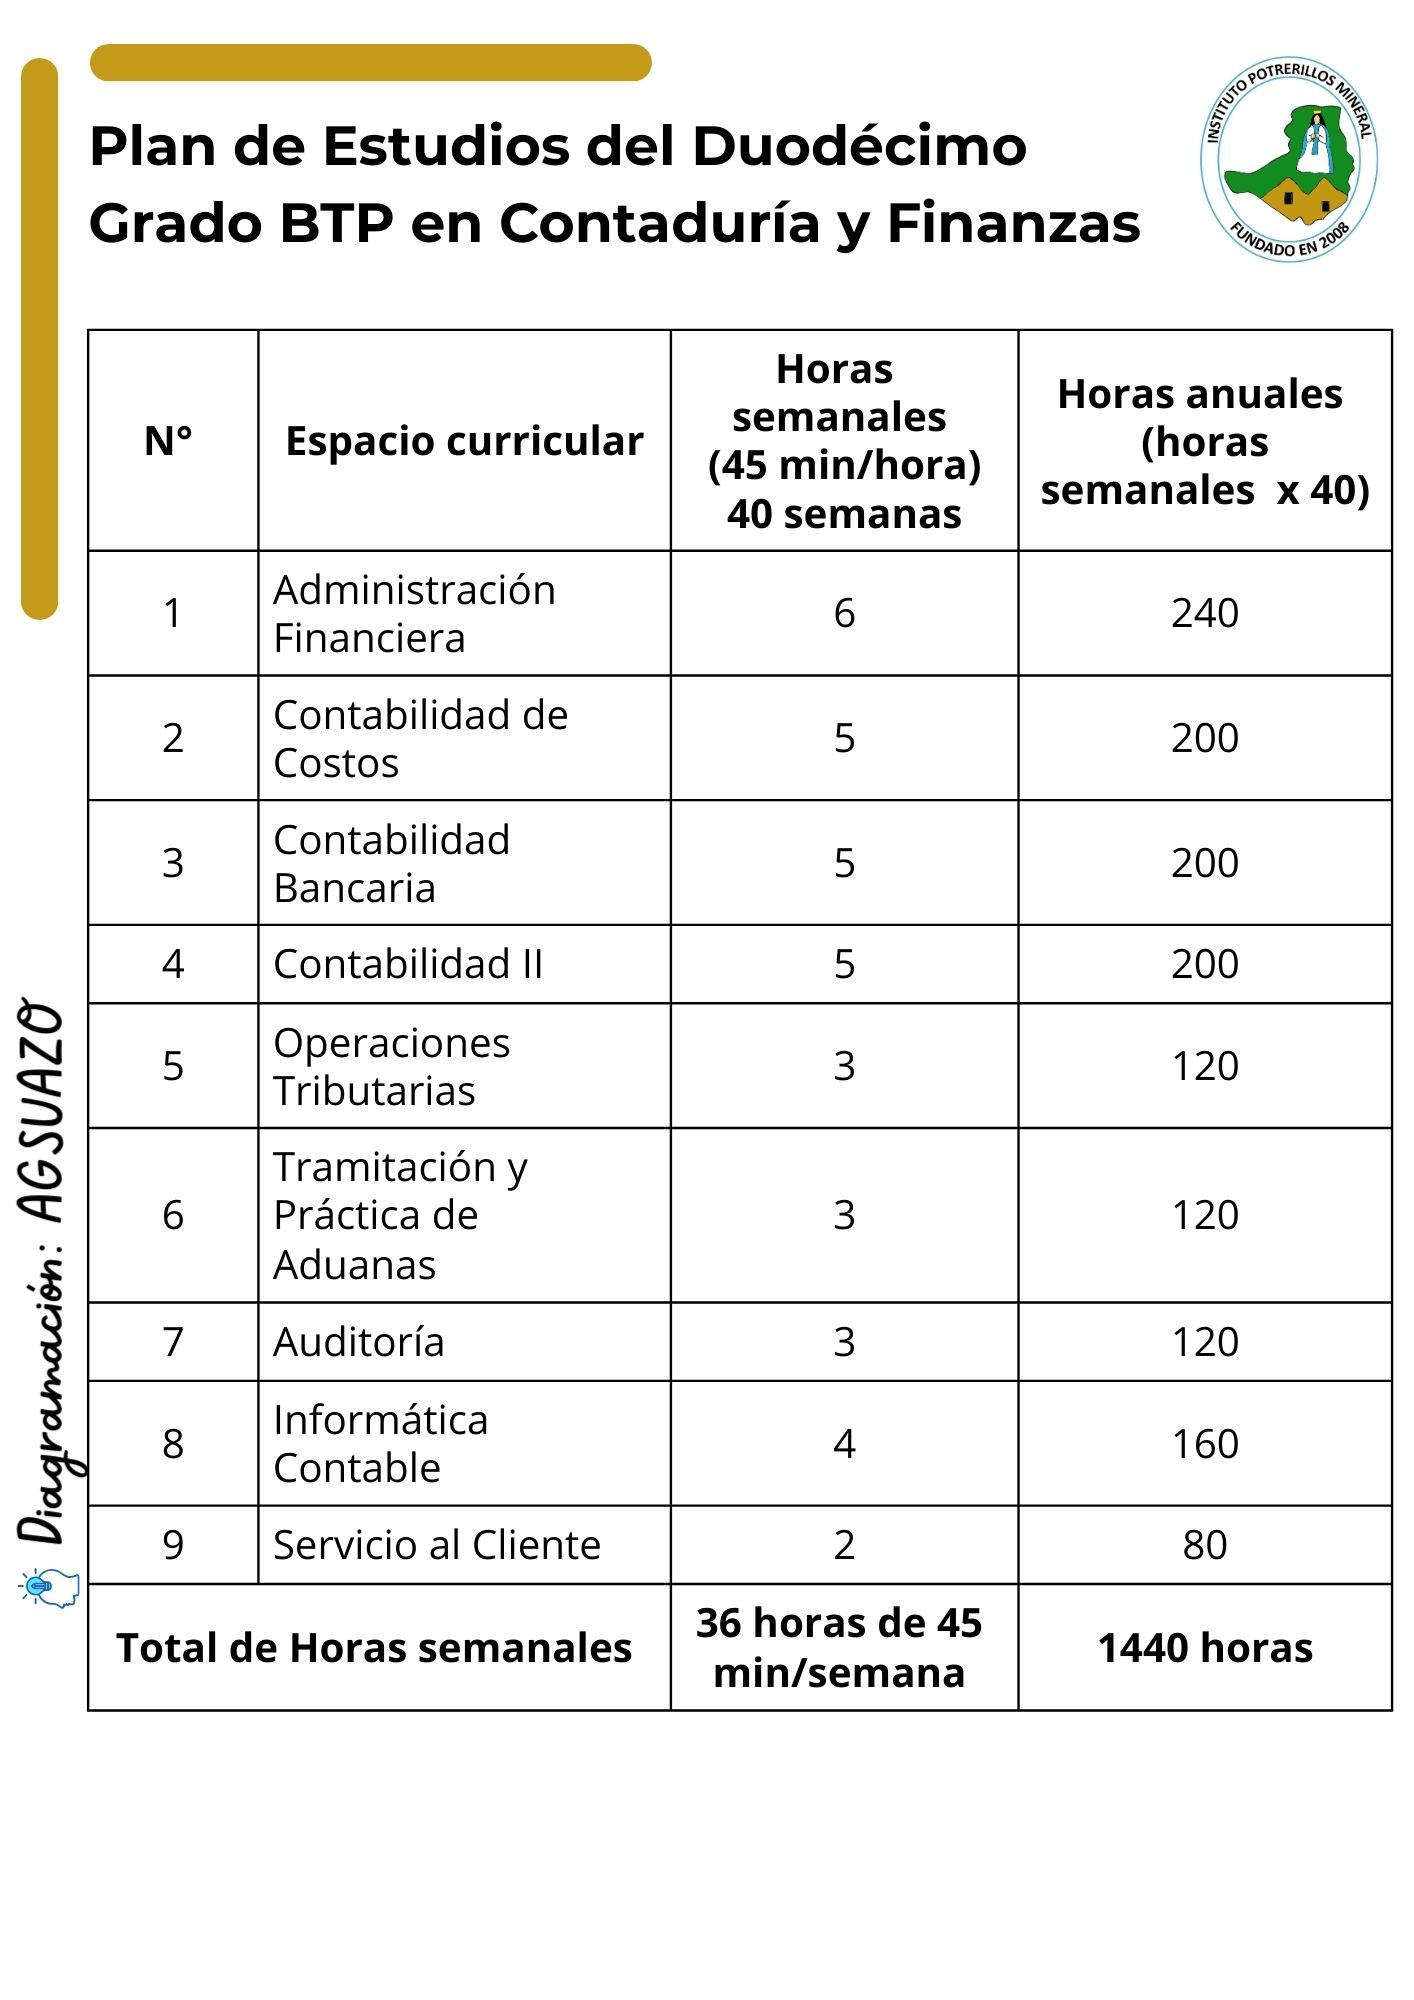 Plan de Estudios del Duodécimo
Grado BTP en Contaduría y Finanzas
INSTITUTO POTRERILLOS MINERAL
FUNDADO EN 2008
N°
Espacio curricular
Horas
semanales
(45 min/hora)
40 semanas
Horas anuales
(horas
semanales x 40)
1
Administración
Financiera
6
240
2
Contabilidad de
Costos
5
200
3
Contabilidad
Bancaria
5
200
4
Contabilidad II
5
200
5
Operaciones
Tributarias
3
120
6
Tramitación y
Práctica de
Aduanas
3
120
7
Auditoría
3
120
8
Informática
Contable
4
160
9
Servicio al Cliente
2
80
Total de Horas semanales
36 horas de 45
min/semana
1440 horas
Diagramación: AGSUAZO